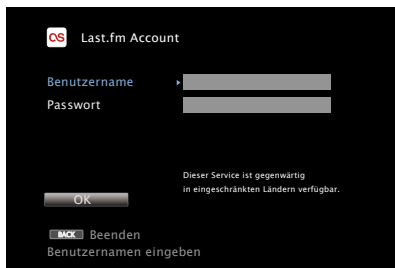 Last.fm Account
Benutzername
Passwort
Dieser Service ist gegenwärtig
in eingeschränkten Ländern verfügbar.
OK
BACK Beenden
Benutzernamen eingeben